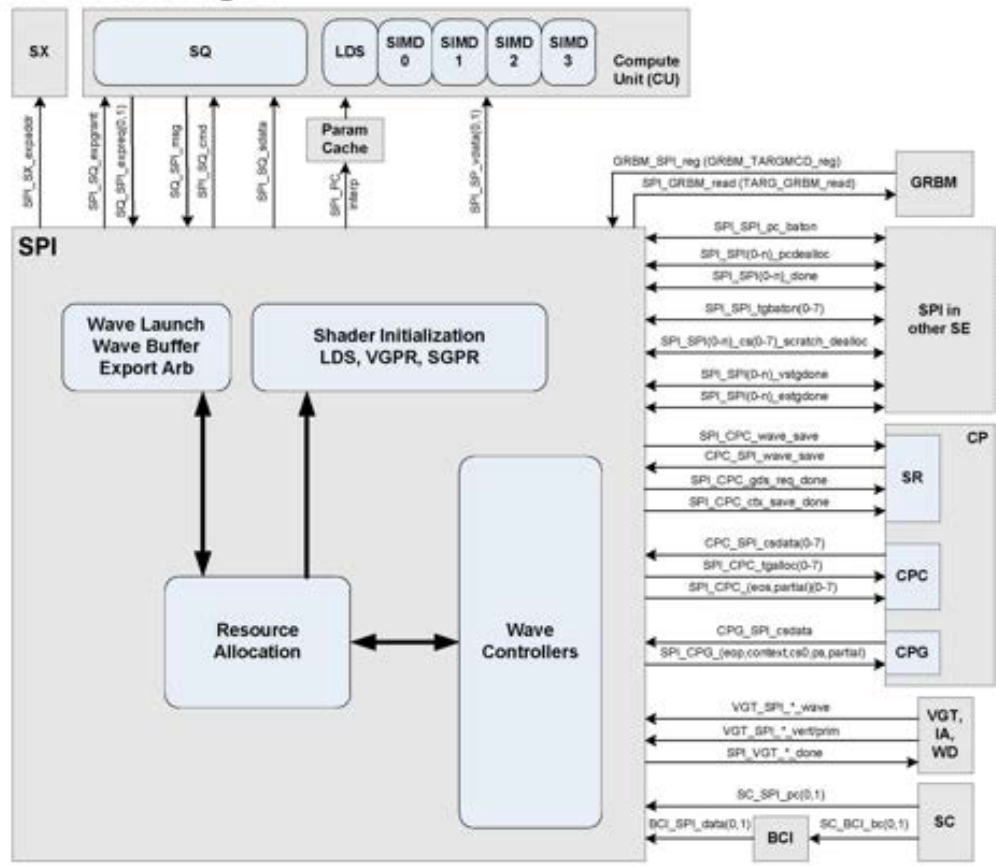 SX
SQ
LDS
SIMD
0
SIMD
1
SIMD
2
SIMD
3
Compute
Unit (CU)
Param
Cache
SPI_SX_expaddr
SPI_SQ_expgrant
SQ_SPI_expreq(0,1)
SQ_SPI_msg
SPI_SQ_cmd
SPI_SQ_sdata
SPI_PC_
interp
SPI_SP_vdata(0,1)
GRBM_SPI_reg (GRBM_TARGMCD_reg)
SPI_GRBM_read (TARG_GRBM_read)
GRBM
SPI
Wave Launch
Wave Buffer
Export Arb
Shader Initialization
LDS, VGPR, SGPR
Resource
Allocation
Wave
Controllers
SPI_SPI_pc_baton
SPI_SPI(0-n)_pcdealloc
SPI_SPI(0-n)_done
SPI_SPI_tgbaton(0-7)
SPI_SPI(0-n)_cs(0-7)_scratch_dealloc
SPI_SPI(0-n)_vstgdone
SPI_SPI(0-n)_estgdone
SPI in
other SE
CP
SPI_CPC_wave_save
CPC_SPI_wave_save
SPI_CPC_gds_req_done
SPI_CPC_ctx_save_done
SR
CPC_SPI_csdata(0-7)
SPI_CPC_tgalloc(0-7)
SPI_CPC_(eos,partial)(0-7)
CPC
CPG_SPI_csdata
SPI_CPG_(eop,context,cs0,ps,partial)
CPG
VGT_SPI_*_wave
VGT_SPI_*_vert/prim
SPI_VGT_*_done
VGT,
IA,
WD
SC_SPI_pc(0,1)
BCI_SPI_data(0,1)
BCI
SC_BCI_bc(0,1)
SC